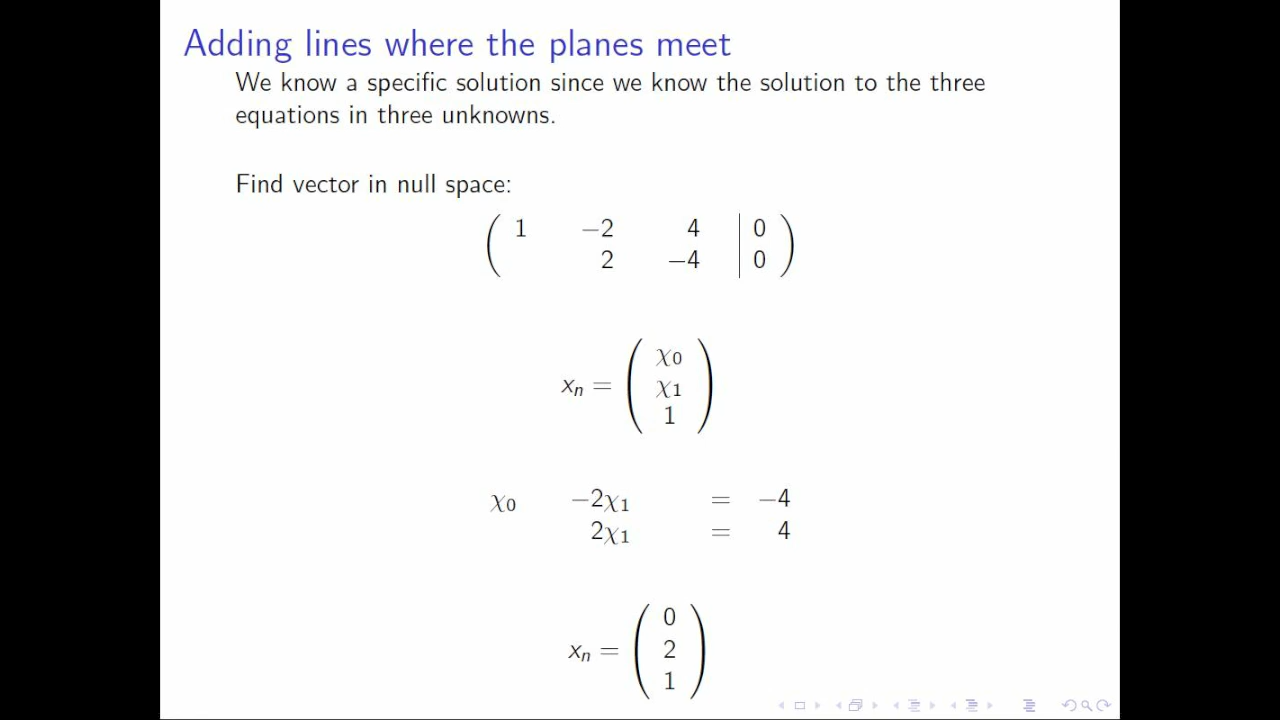 Adding lines where the planes meet
We know a specific solution since we know the solution to the three
equations in three unknowns.
Find vector in null space:
( 1 −2 4 | 0
2 −4 | 0 )
xₙ = ( χ0
χ1
1 )
χ0 −2χ1 = −4
2χ1 = 4
xₙ = ( 0
2
1 )